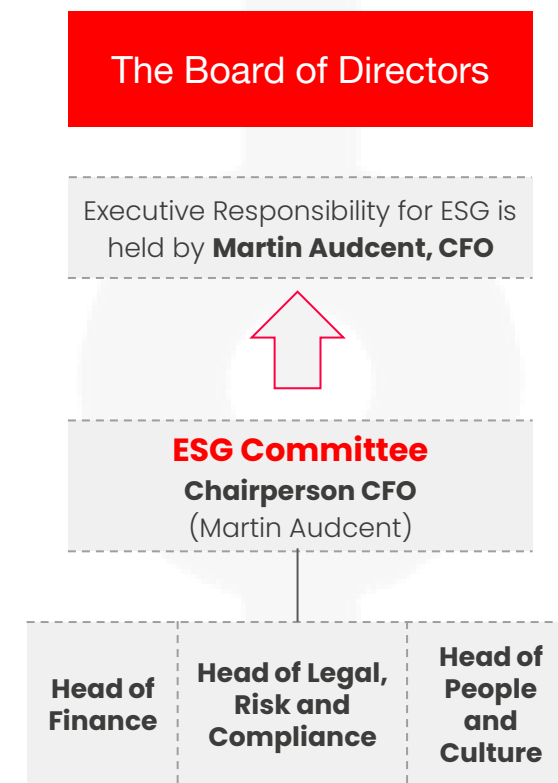 The Board of Directors
Executive Responsibility for ESG is
held by Martin Audcent, CFO
ESG Committee
Chairperson CFO
(Martin Audcent)
Head of
Finance
Head of Legal,
Risk and
Compliance
Head of
People
and
Culture